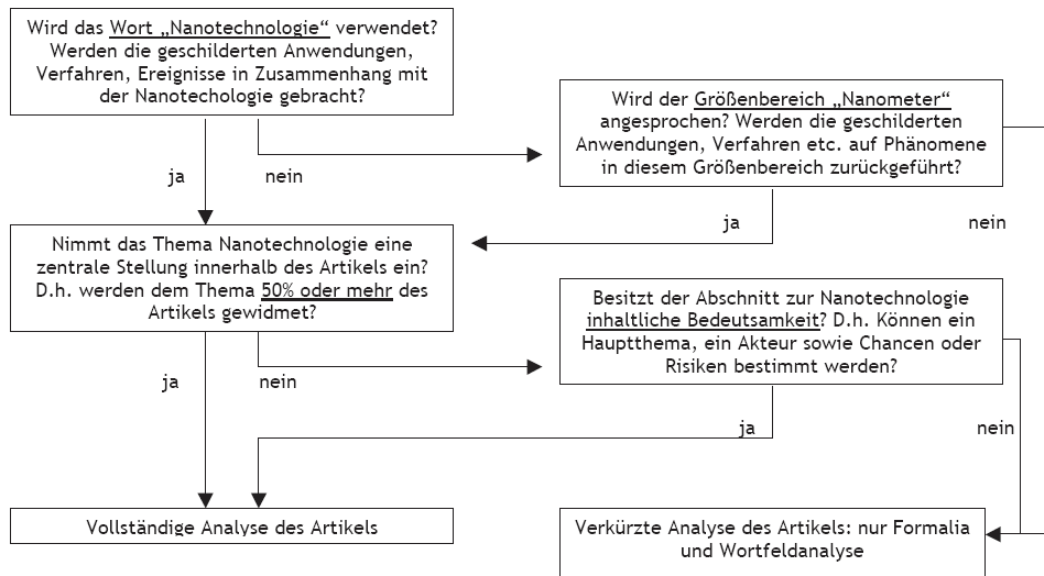 Wird das Wort „Nanotechnologie“ verwendet?
Werden die geschilderten Anwendungen,
Verfahren, Ereignisse in Zusammenhang mit
der Nanotechologie gebracht?
Wird der Größenbereich „Nanometer“
angesprochen? Werden die geschilderten
Anwendungen, Verfahren etc. auf Phänomene
in diesem Größenbereich zurückgeführt?
ja
nein
ja
nein
Nimmt das Thema Nanotechnologie eine
zentrale Stellung innerhalb des Artikels ein?
D.h. werden dem Thema 50% oder mehr des
Artikels gewidmet?
Besitzt der Abschnitt zur Nanotechnologie
inhaltliche Bedeutsamkeit? D.h. Können ein
Hauptthema, ein Akteur sowie Chancen oder
Risiken bestimmt werden?
ja
nein
ja
nein
Vollständige Analyse des Artikels
Verkürzte Analyse des Artikels: nur Formalia
und Wortfeldanalyse